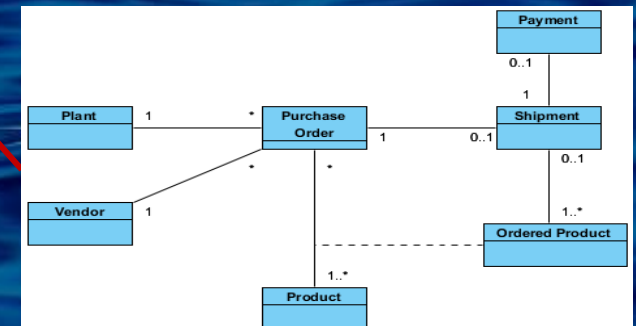 Payment
0..1
1
Plant
1
*
Purchase
Order
1
0..1
Shipment
0..1
*
*
Vendor
1
1..*
Ordered Product
1..*
Product